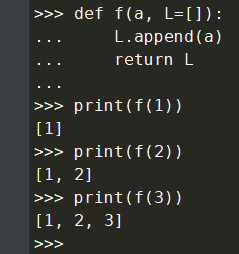 >>> def f(a, L=[]):
...     L.append(a)
...     return L
...
>>> print(f(1))
[1]
>>> print(f(2))
[1, 2]
>>> print(f(3))
[1, 2, 3]
>>>